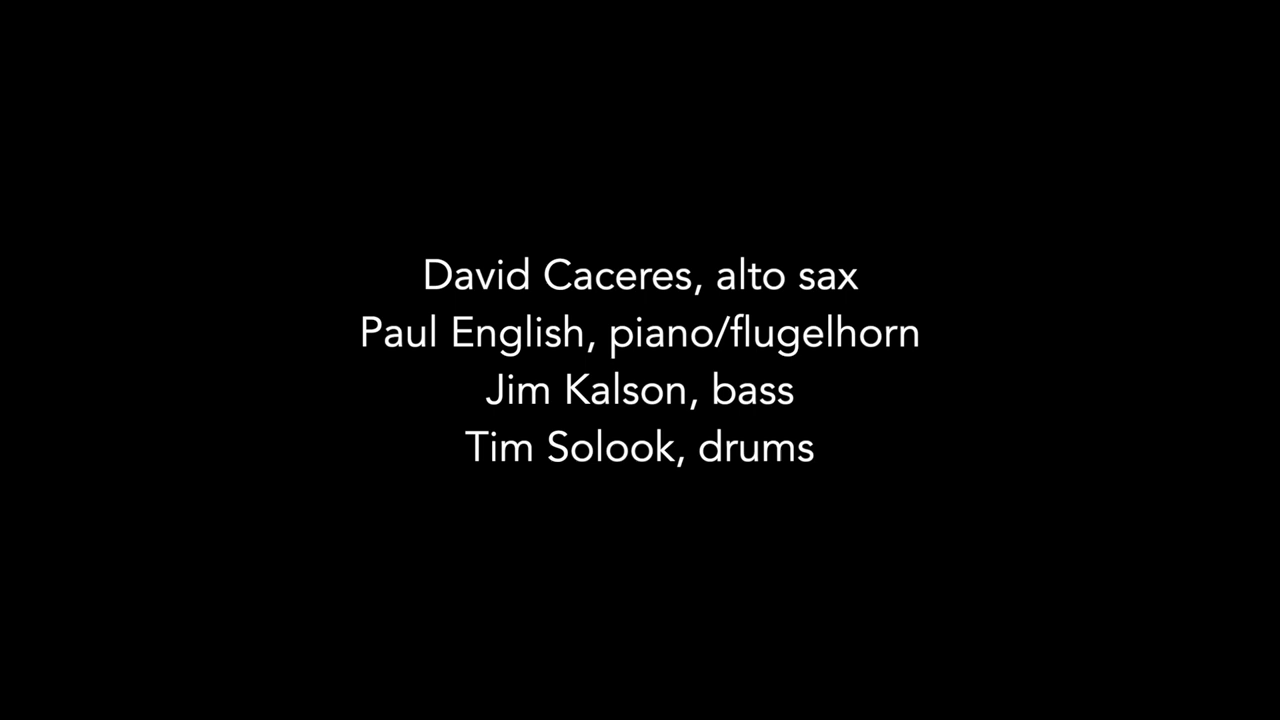 David Caceres, alto sax
Paul English, piano/flugelhorn
Jim Kalson, bass
Tim Solook, drums